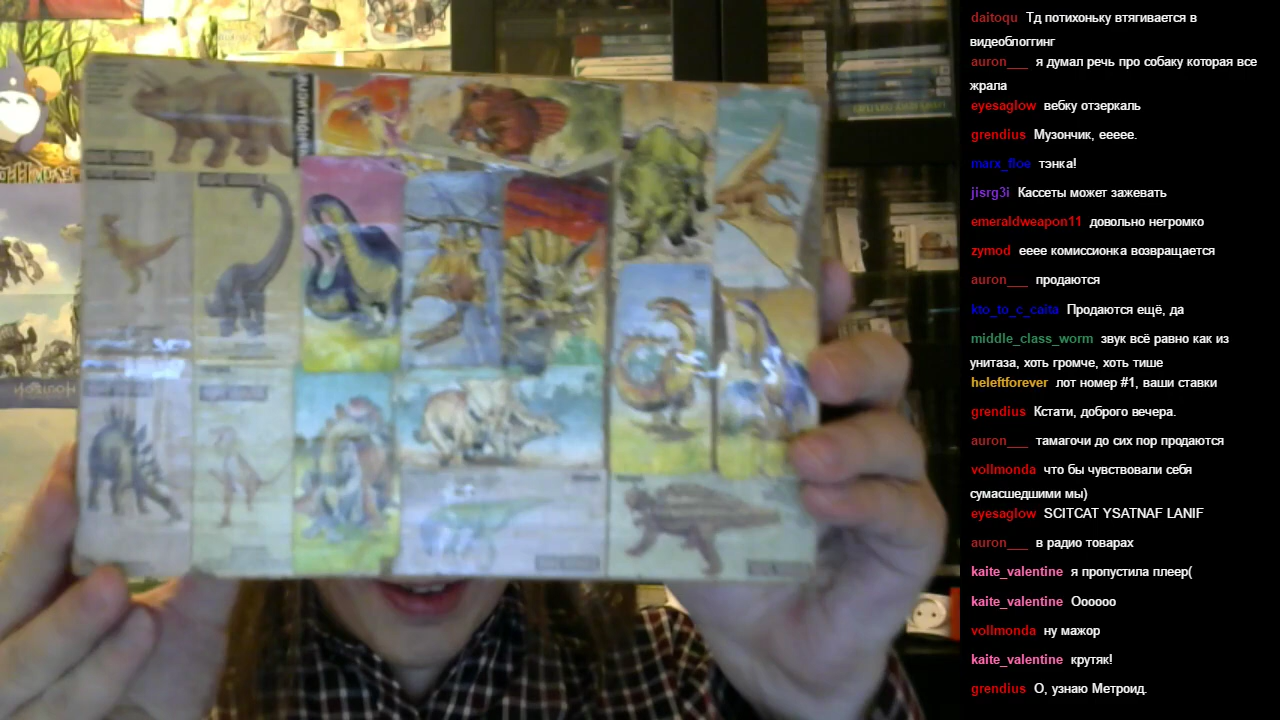 daitoqu Тд потихоньку втягивается в
видеоблоггинг
auron___ я думал речь про собаку которая все
жрала
eyesaglow вебку отзеркаль
grendius Музончик, ееее.
marx_floe тэнка!
jisrg3i Кассеты может зажевать
emeraldweapon11 довольно негромко
zymod ееее комиссионка возвращается
auron___ продаются
kto_to_c_caita Продаются ещё, да
middle_class_worm звук всё равно как из
унитаза, хоть громче, хоть тише
heleftforever лот номер #1, ваши ставки
grendius Кстати, доброго вечера.
auron___ тамагочи до сих пор продаются
vollmonda что бы чувствовали себя
сумасшедшими мы)
eyesaglow SCITCAT YSATNAF LANIF
auron___ в радио товарах
kaite_valentine я пропустила плеер(
kaite_valentine Оооооо
vollmonda ну мажор
kaite_valentine крутяк!
grendius О, узнаю Метроид.